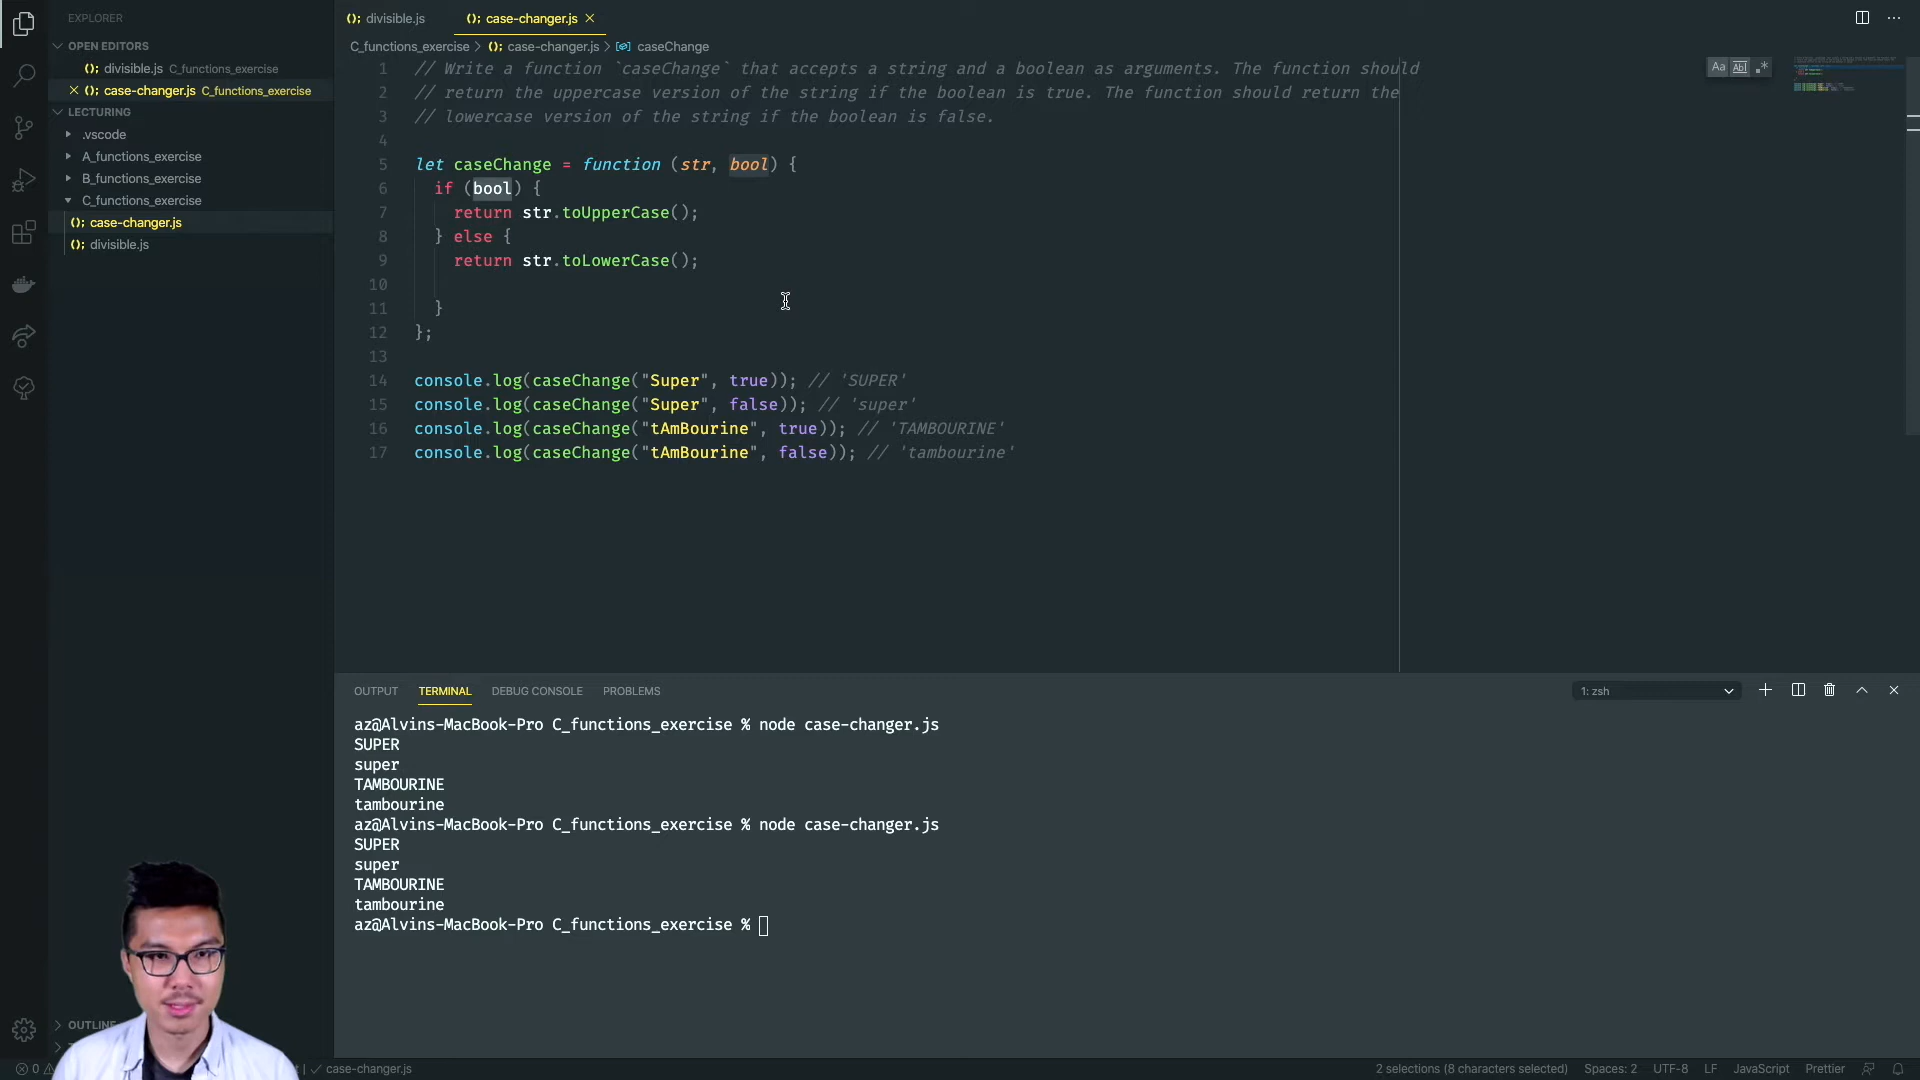 EXPLORER
OPEN EDITORS
(); divisible.js C_functions_exercise
(); case-changer.js C_functions_exercise
LECTURING
.vscode
A_functions_exercise
B_functions_exercise
C_functions_exercise
(); case-changer.js
(); divisible.js
OUTLINE
(); divisible.js
(); case-changer.js
C_functions_exercise > (); case-changer.js > caseChange
1 // Write a function `caseChange` that accepts a string and a boolean as arguments. The function should
2 // return the uppercase version of the string if the boolean is true. The function should return the
3 // lowercase version of the string if the boolean is false.
4
5 let caseChange = function (str, bool) {
6   if (bool) {
7     return str.toUpperCase();
8   } else {
9     return str.toLowerCase();
10
11   }
12 };
13
14 console.log(caseChange("Super", true)); // 'SUPER'
15 console.log(caseChange("Super", false)); // 'super'
16 console.log(caseChange("tAmBourine", true)); // 'TAMBOURINE'
17 console.log(caseChange("tAmBourine", false)); // 'tambourine'
Aa Abl .*
OUTPUT TERMINAL DEBUG CONSOLE PROBLEMS
1: zsh
az@Alvins-MacBook-Pro C_functions_exercise % node case-changer.js
SUPER
super
TAMBOURINE
tambourine
az@Alvins-MacBook-Pro C_functions_exercise % node case-changer.js
SUPER
super
TAMBOURINE
tambourine
az@Alvins-MacBook-Pro C_functions_exercise %
0
case-changer.js
2 selections (8 characters selected) Spaces: 2 UTF-8 LF JavaScript Prettier